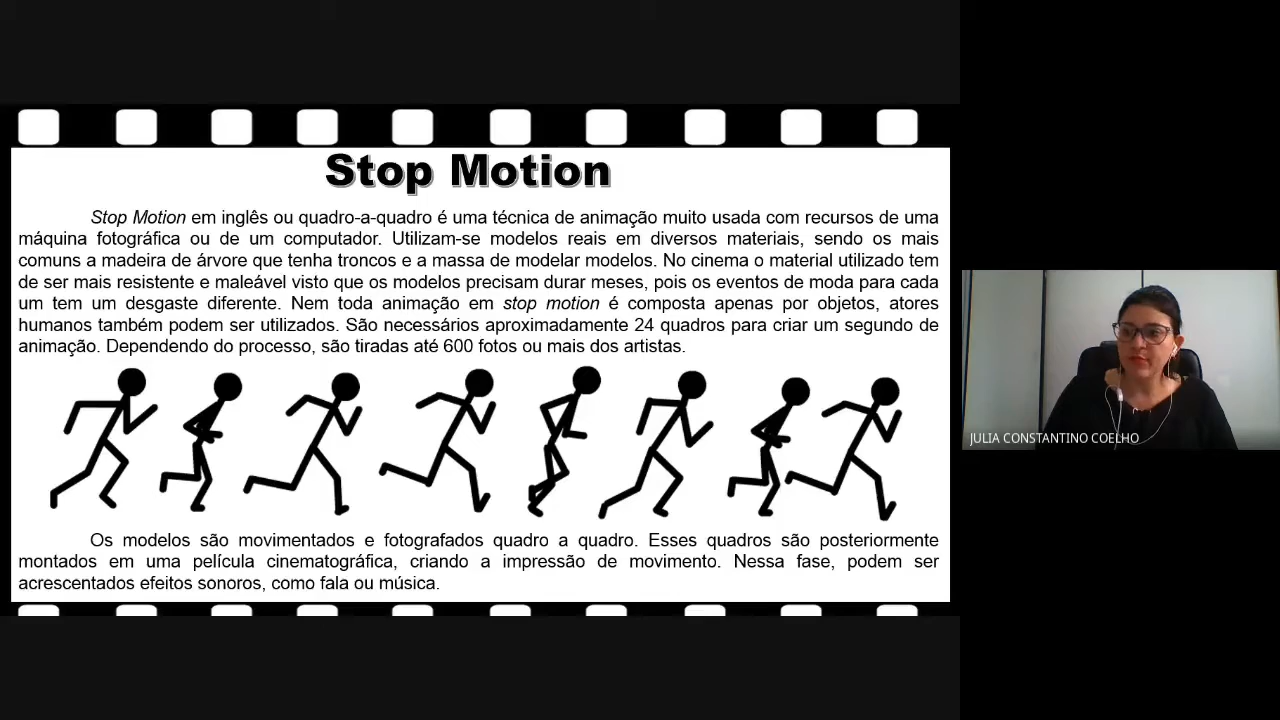 Stop Motion
Stop Motion em inglês ou quadro-a-quadro é uma técnica de animação muito usada com recursos de uma
máquina fotográfica ou de um computador. Utilizam-se modelos reais em diversos materiais, sendo os mais
comuns a madeira de árvore que tenha troncos e a massa de modelar modelos. No cinema o material utilizado tem
de ser mais resistente e maleável visto que os modelos precisam durar meses, pois os eventos de moda para cada
um tem um desgaste diferente. Nem toda animação em stop motion é composta apenas por objetos, atores
humanos também podem ser utilizados. São necessários aproximadamente 24 quadros para criar um segundo de
animação. Dependendo do processo, são tiradas até 600 fotos ou mais dos artistas.
Os modelos são movimentados e fotografados quadro a quadro. Esses quadros são posteriormente
montados em uma película cinematográfica, criando a impressão de movimento. Nessa fase, podem ser
acrescentados efeitos sonoros, como fala ou música.
JULIA CONSTANTINO COELHO